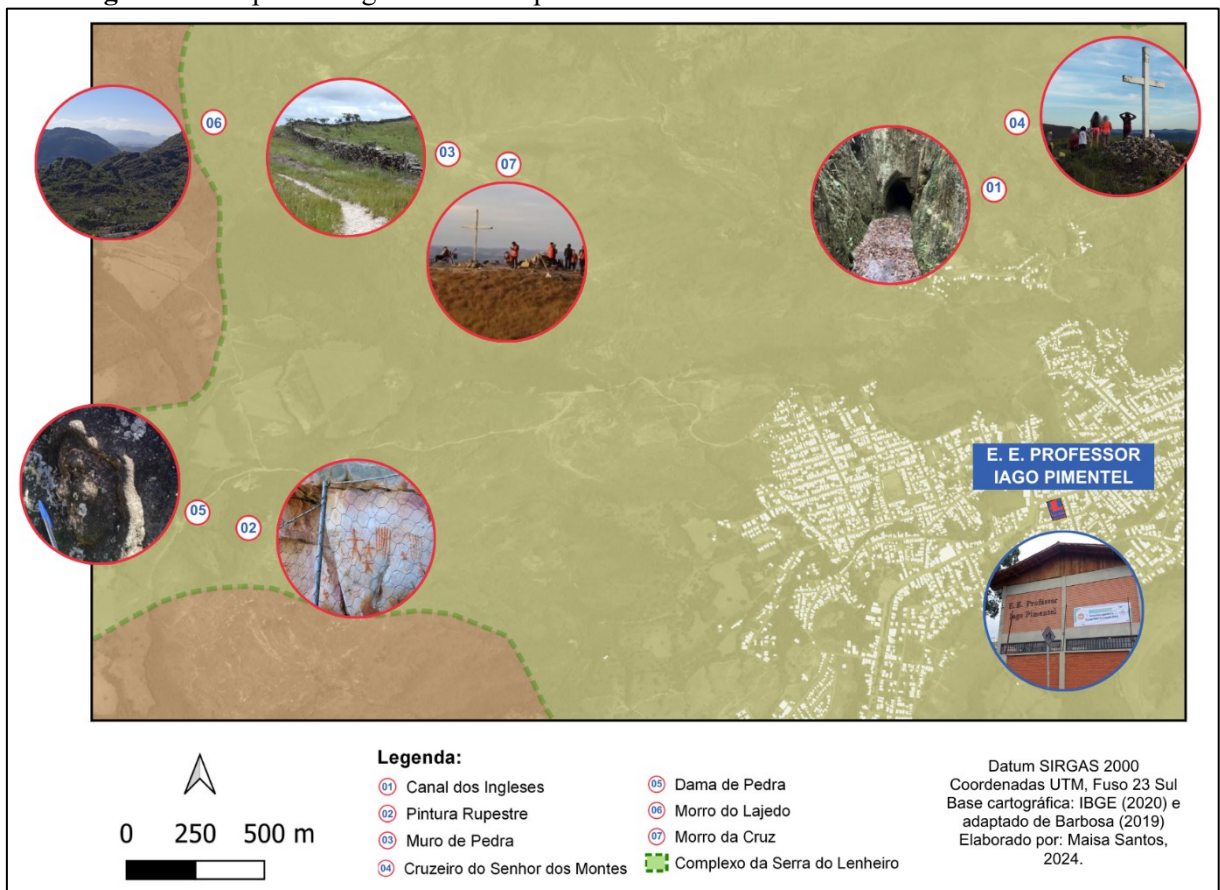 06
03
07
04
01
05
02
E. E. PROFESSOR
IAGO PIMENTEL
E. E. Professor
Iago Pimentel
0 250 500 m
Legenda:
01 Canal dos Ingleses
02 Pintura Rupestre
03 Muro de Pedra
04 Cruzeiro do Senhor dos Montes
05 Dama de Pedra
06 Morro do Lajedo
07 Morro da Cruz
Complexo da Serra do Lenheiro
Datum SIRGAS 2000
Coordenadas UTM, Fuso 23 Sul
Base cartográfica: IBGE (2020) e
adaptado de Barbosa (2019)
Elaborado por: Maisa Santos,
2024.